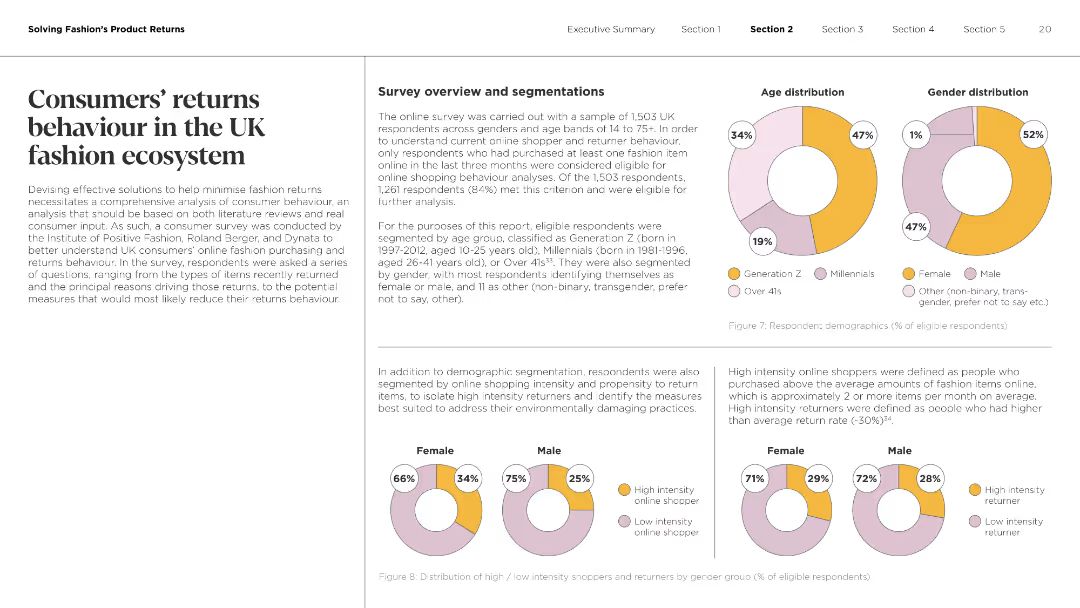 Solving Fashion's Product Returns
Executive Summary
Section 1
Section 2
Section 3
Section 4
Section 5
20
Consumers' returns
behaviour in the UK
fashion ecosystem
Devising effective solutions to help minimise fashion returns
necessitates a comprehensive analysis of consumer behaviour, an
analysis that should be based on both literature reviews and real
consumer input. As such, a consumer survey was conducted by
the Institute of Positive Fashion, Roland Berger, and Dynata to
better understand UK consumers' online fashion purchasing and
returns behaviour. In the survey, respondents were asked a series
of questions, ranging from the types of items recently returned
and the principal reasons driving those returns, to the potential
measures that would most likely reduce their returns behaviour.
Survey overview and segmentations
The online survey was carried out with a sample of 1,503 UK
respondents across genders and age bands of 14 to 75+. In order
to understand current online shopper and returner behaviour,
only respondents who had purchased at least one fashion item
online in the last three months were considered eligible for
online shopping behaviour analyses. Of the 1,503 respondents,
1,261 respondents (84%) met this criterion and were eligible for
further analysis.
For the purposes of this report, eligible respondents were
segmented by age group, classified as Generation Z (born in
1997-2012, aged 10-25 years old), Millennials (born in 1981-1996,
aged 26-41 years old), or Over 41s³³. They were also segmented
by gender, with most respondents identifying themselves as
female or male, and 11 as other (non-binary, transgender, prefer
not to say, other).
Age distribution
34%
47%
19%
Generation Z
Millennials
Over 41s
Gender distribution
1%
52%
47%
Female
Male
Other (non-binary, trans-
gender, prefer not to say etc.)
Figure 7: Respondent demographics (% of eligible respondents)
In addition to demographic segmentation, respondents were also
segmented by online shopping intensity and propensity to return
items, to isolate high intensity returners and identify the measures
best suited to address their environmentally damaging practices.
Female
66%
34%
Male
75%
25%
High intensity
online shopper
Low intensity
online shopper
High intensity online shoppers were defined as people who
purchased above the average amounts of fashion items online,
which is approximately 2 or more items per month on average.
High intensity returners were defined as people who had higher
than average return rate (~30%)³⁴.
Female
71%
29%
Male
72%
28%
High intensity
returner
Low intensity
returner
Figure 8: Distribution of high / low intensity shoppers and returners by gender group (% of eligible respondents)